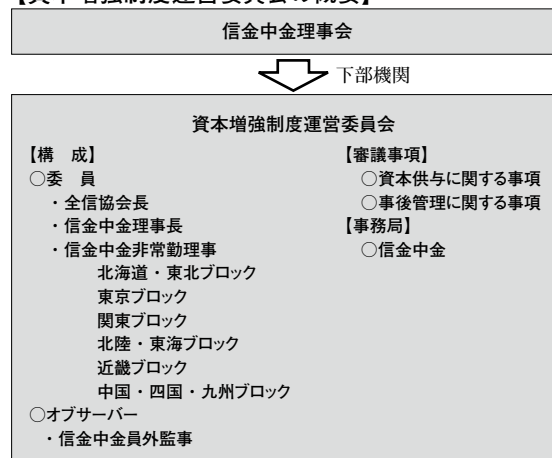 【資本増強制度運営委員会の概要】
信金中金理事会
下部機関
資本増強制度運営委員会
【構　成】
○委　員
・全信協会長
・信金中金理事長
・信金中金非常勤理事
北海道・東北ブロック
東京ブロック
関東ブロック
北陸・東海ブロック
近畿ブロック
中国・四国・九州ブロック
○オブサーバー
・信金中金員外監事
【審議事項】
○資本供与に関する事項
○事後管理に関する事項
【事務局】
○信金中金